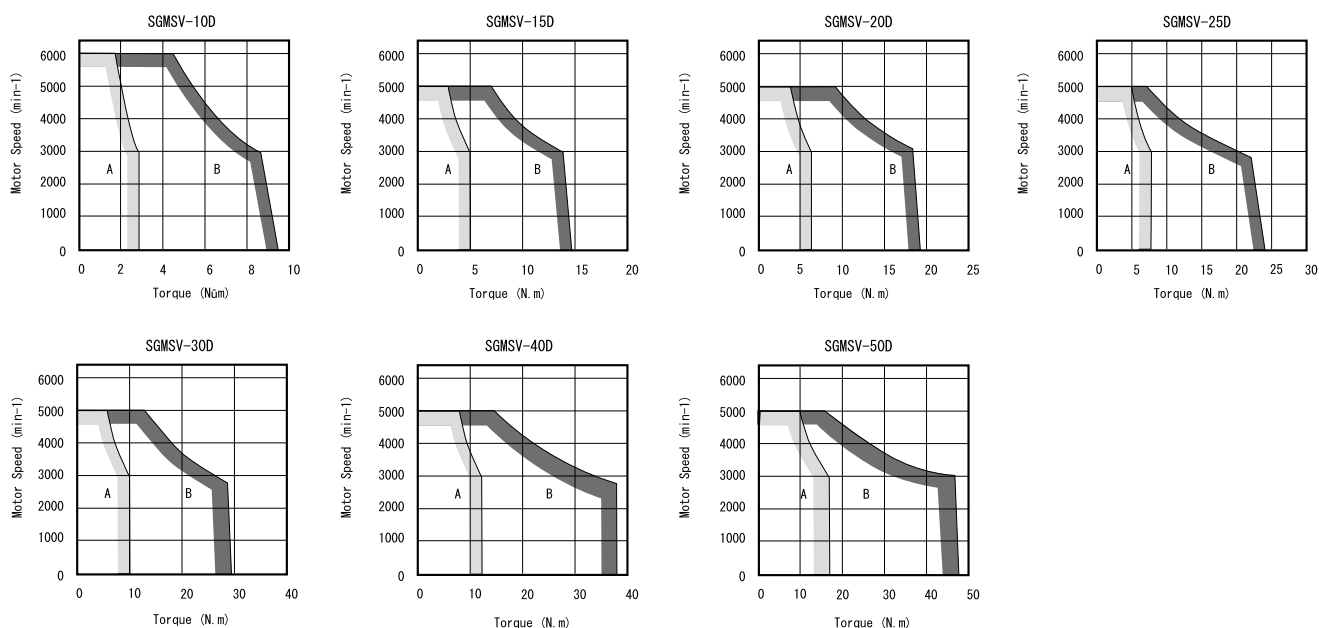 SGMSV-10D
Motor Speed (min-1)
6000
5000
4000
3000
2000
1000
0
A
B
0 2 4 6 8 10
Torque (Nûm)
SGMSV-15D
Motor Speed (min-1)
6000
5000
4000
3000
2000
1000
0
A
B
0 5 10 15 20
Torque (N.m)
SGMSV-20D
Motor Speed (min-1)
6000
5000
4000
3000
2000
1000
0
A
B
0 5 10 15 20 25
Torque (N.m)
SGMSV-25D
Motor Speed (min-1)
6000
5000
4000
3000
2000
1000
0
A
B
0 5 10 15 20 25 30
Torque (N.m)
SGMSV-30D
Motor Speed (min-1)
6000
5000
4000
3000
2000
1000
0
A
B
0 10 20 30 40
Torque (N.m)
SGMSV-40D
Motor Speed (min-1)
6000
5000
4000
3000
2000
1000
0
A
B
0 10 20 30 40
Torque (N.m)
SGMSV-50D
Motor Speed (min-1)
6000
5000
4000
3000
2000
1000
0
A
B
0 10 20 30 40 50
Torque (N.m)